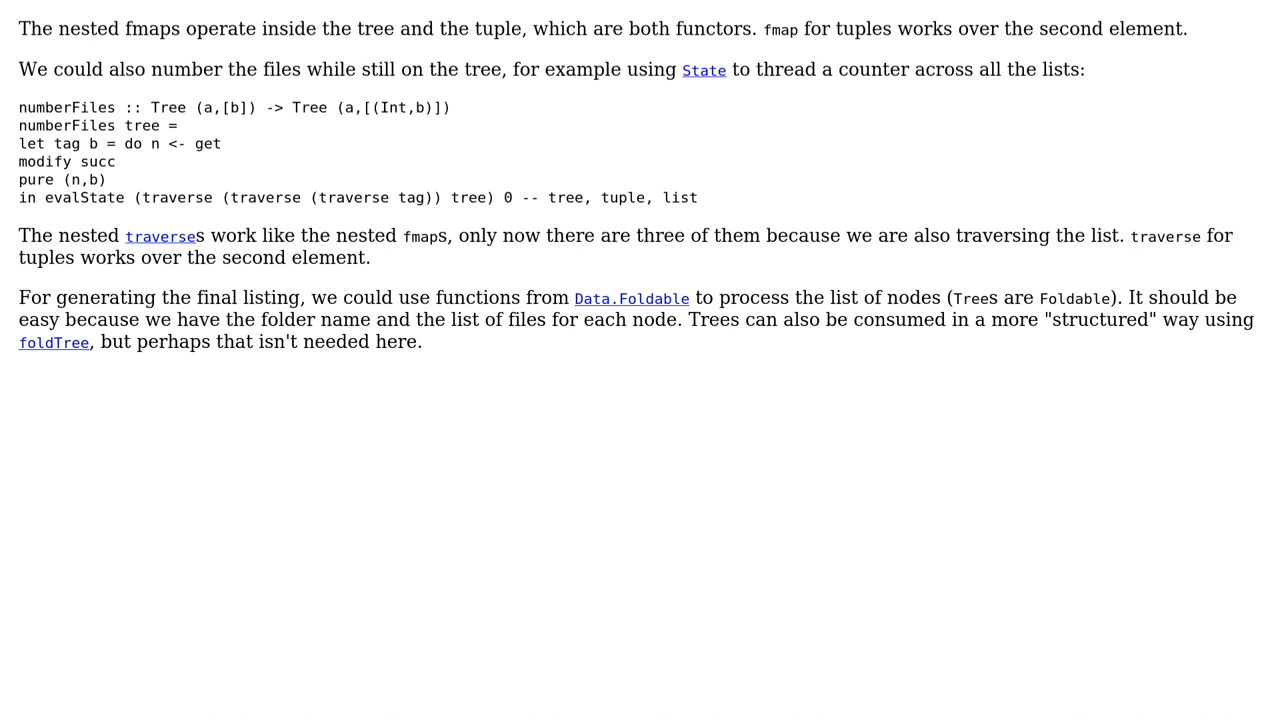 The nested fmaps operate inside the tree and the tuple, which are both functors. fmap for tuples works over the second element.
We could also number the files while still on the tree, for example using State to thread a counter across all the lists:
numberFiles :: Tree (a,[b]) -> Tree (a,[(Int,b)])
numberFiles tree =
let tag b = do n <- get
modify succ
pure (n,b)
in evalState (traverse (traverse (traverse tag)) tree) 0 -- tree, tuple, list
The nested traverses work like the nested fmaps, only now there are three of them because we are also traversing the list. traverse for
tuples works over the second element.
For generating the final listing, we could use functions from Data.Foldable to process the list of nodes (Trees are Foldable). It should be
easy because we have the folder name and the list of files for each node. Trees can also be consumed in a more "structured" way using
foldTree, but perhaps that isn't needed here.